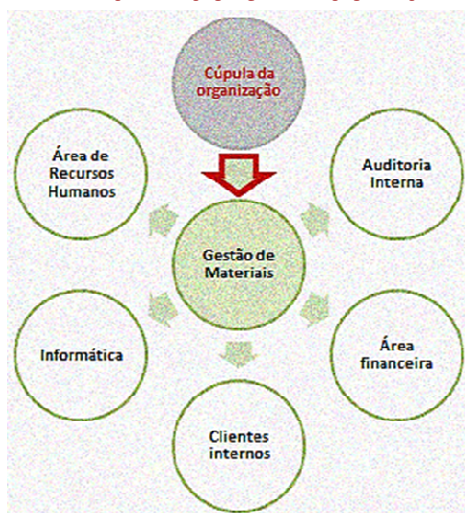 Cúpula da
organização
Área de
Recursos
Humanos
Auditoria
Interna
Gestão de
Materiais
Informática
Área
financeira
Clientes
internos